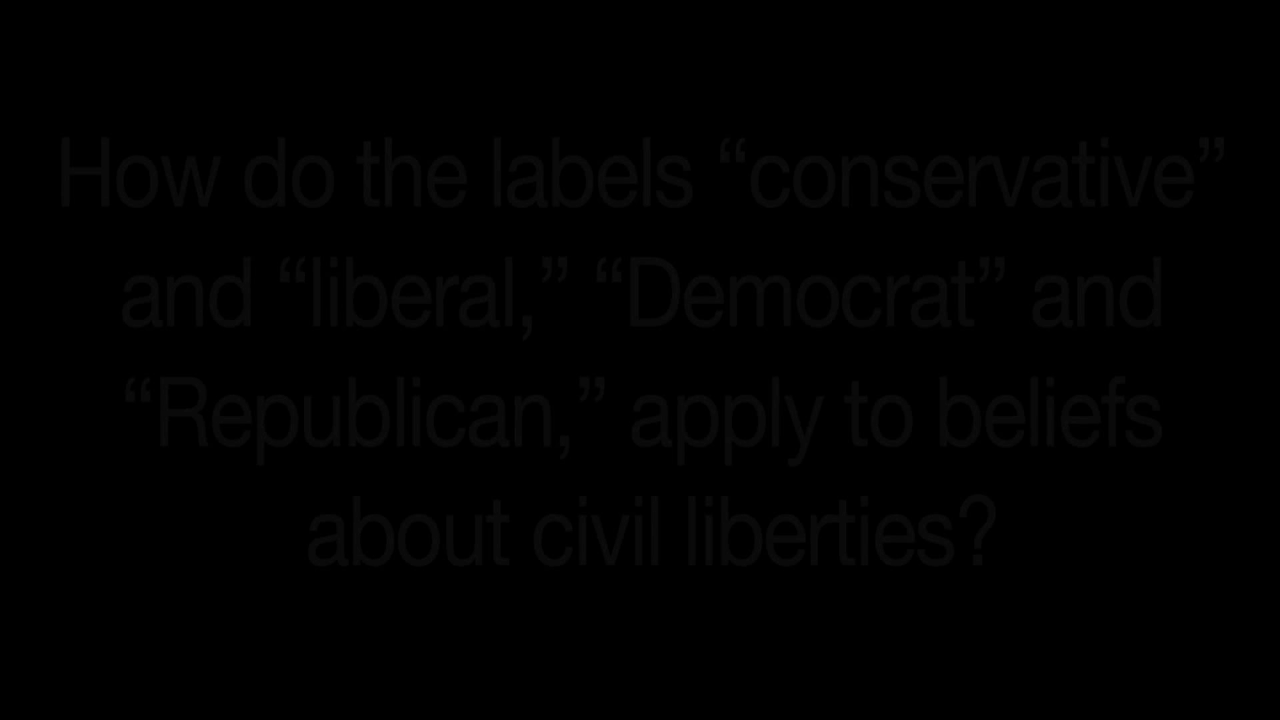 How do the labels “conservative”
and “liberal,” “Democrat” and
“Republican,” apply to beliefs
about civil liberties?